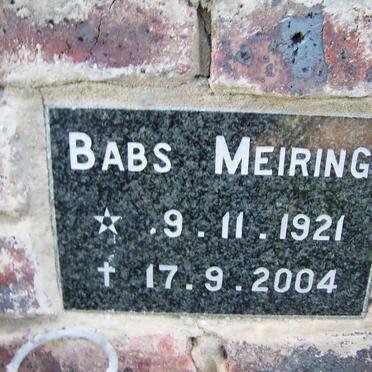 BABS MEIRING
☆ .9.11.1921
† 17.9.2004